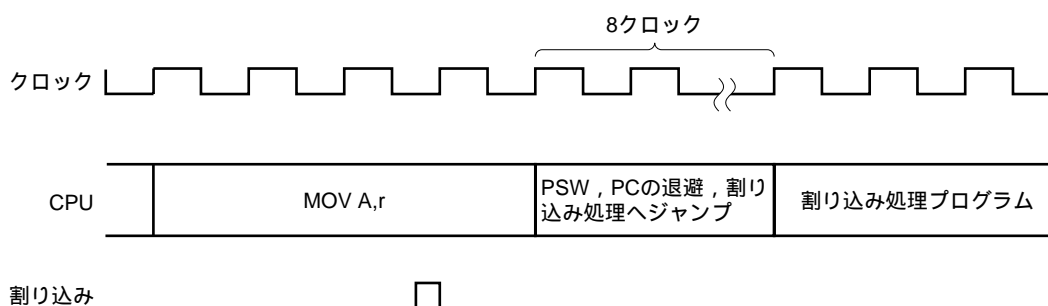 8クロック
クロック
CPU
MOV A,r
PSW，PCの退避，割り
込み処理へジャンプ
割り込み処理プログラム
割り込み